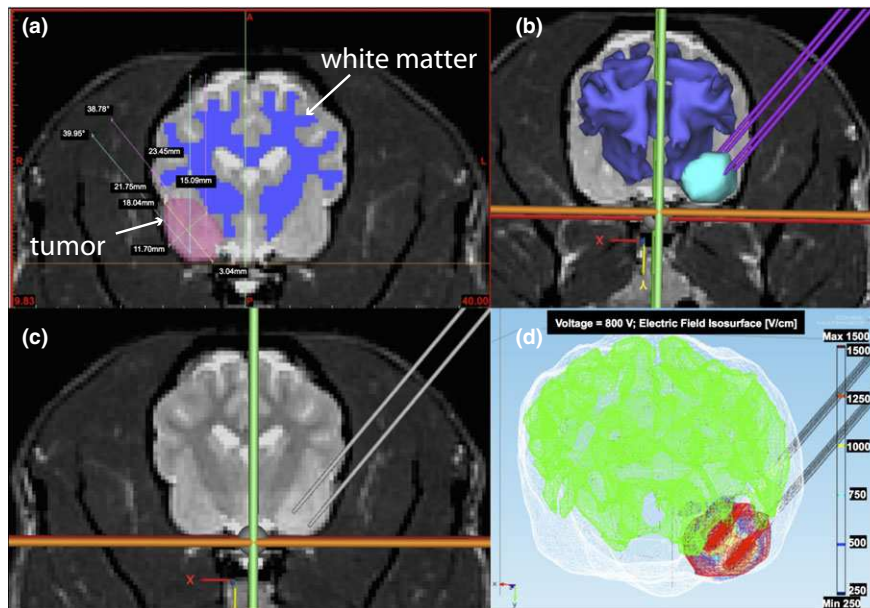 (a)
A
white matter
38.78°
39.95°
23.45mm
R
L
15.09mm
21.75mm
18.04mm
tumor
11.70mm
3.04mm
9.83
P
40.00
(b)
X
Y
(c)
X
(d)
Voltage = 800 V; Electric Field Isosurface [V/cm]
Max 1500
1500
1250
1000
750
500
250
Min 250
x